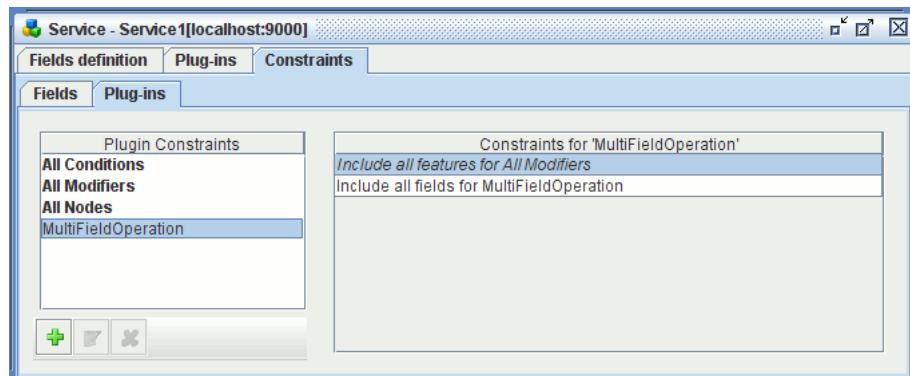 Service - Service1[localhost:9000]
Fields definition Plug-ins Constraints
Fields Plug-ins
Plugin Constraints
All Conditions
All Modifiers
All Nodes
MultiFieldOperation
Constraints for 'MultiFieldOperation'
Include all features for All Modifiers
Include all fields for MultiFieldOperation